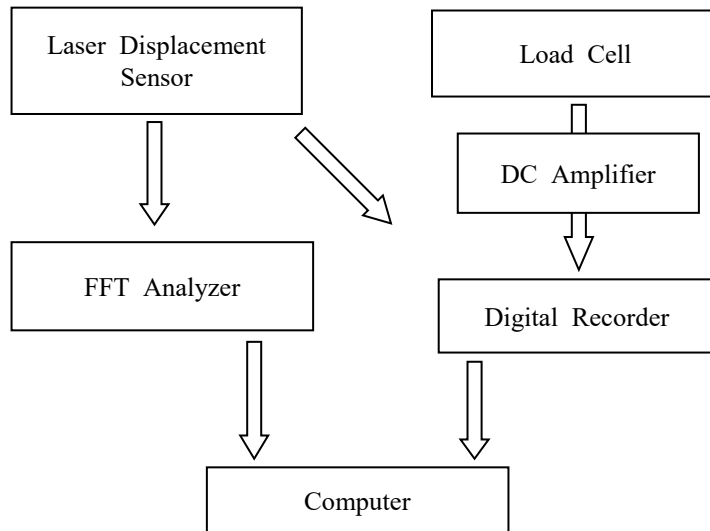 Laser Displacement
Sensor
Load Cell
DC Amplifier
FFT Analyzer
Digital Recorder
Computer